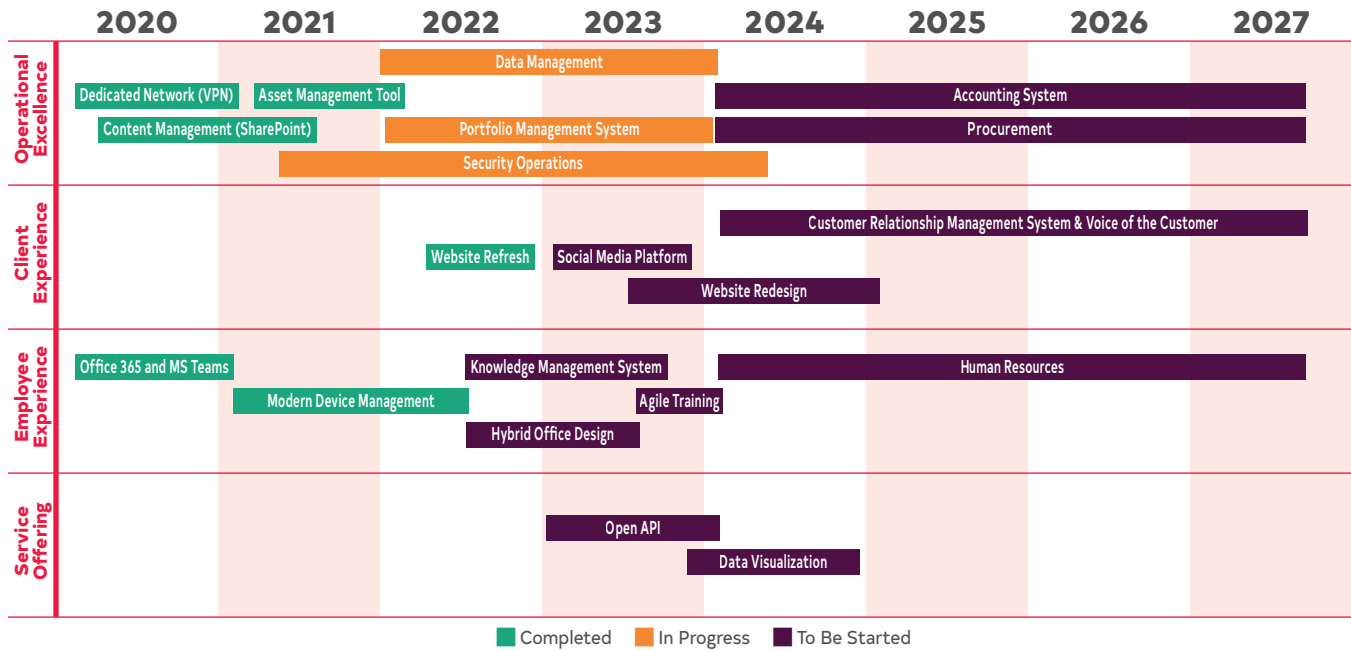 2020 2021 2022 2023 2024 2025 2026 2027
Operational
Excellence
Data Management
Dedicated Network (VPN) Asset Management Tool Accounting System
Content Management (SharePoint) Portfolio Management System Procurement
Security Operations
Client
Experience
Customer Relationship Management System & Voice of the Customer
Website Refresh Social Media Platform
Website Redesign
Employee
Experience
Office 365 and MS Teams Knowledge Management System Human Resources
Modern Device Management Agile Training
Hybrid Office Design
Service
Offering
Open API
Data Visualization
Completed In Progress To Be Started